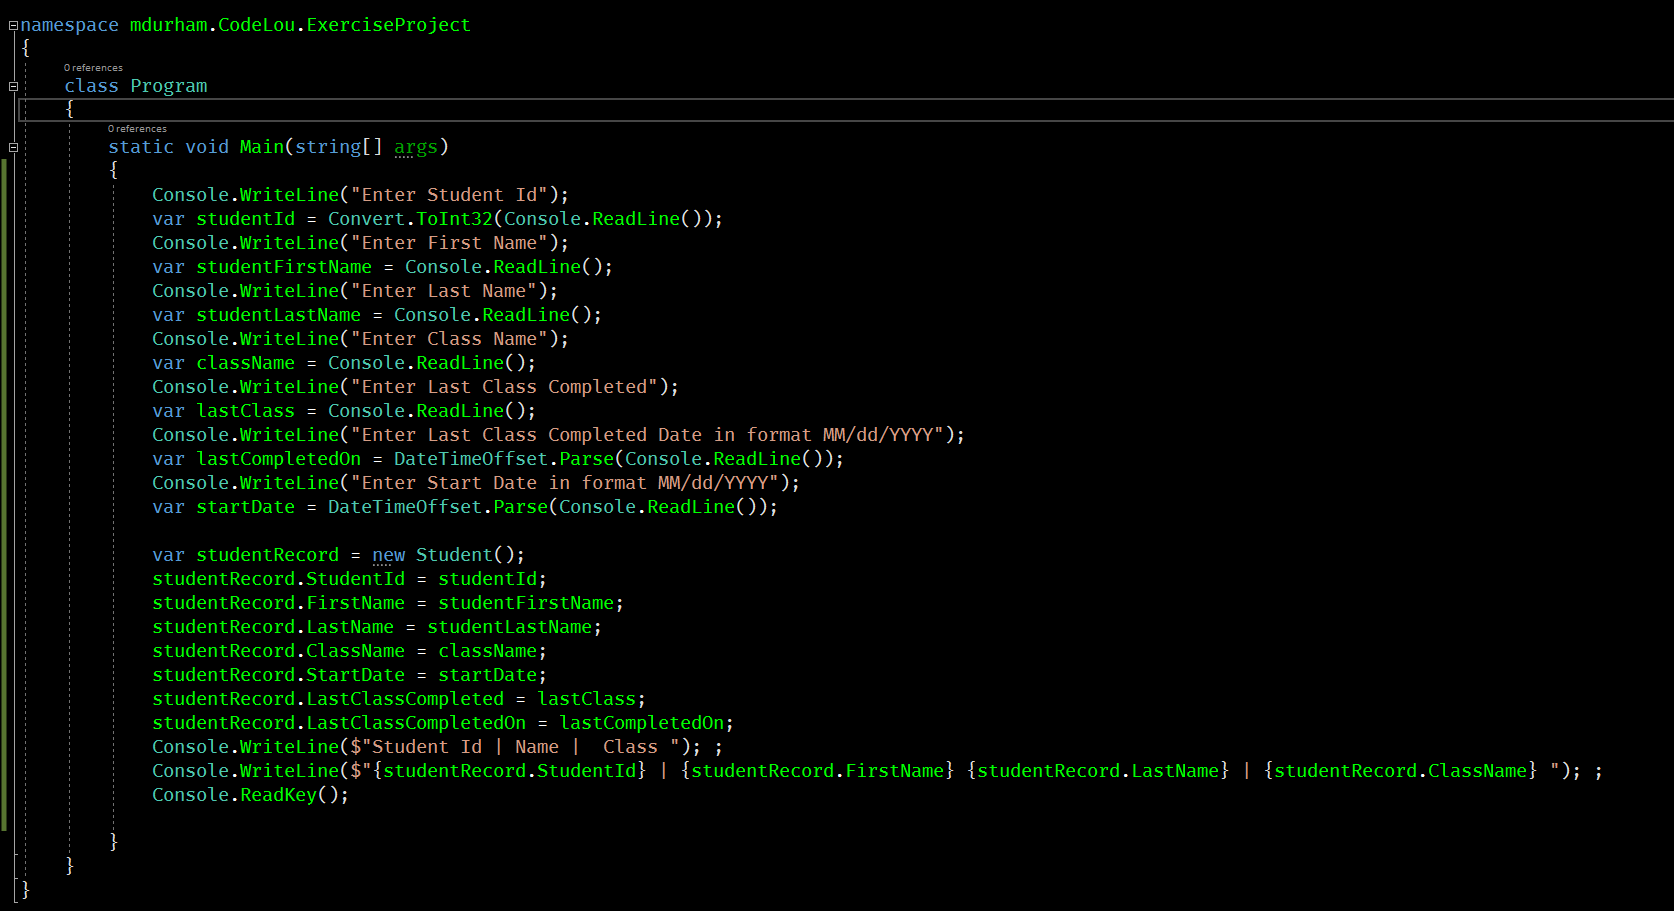 namespace mdurham.CodeLou.ExerciseProject
{
0 references
class Program
{
0 references
static void Main(string[] args)
{
Console.WriteLine("Enter Student Id");
var studentId = Convert.ToInt32(Console.ReadLine());
Console.WriteLine("Enter First Name");
var studentFirstName = Console.ReadLine();
Console.WriteLine("Enter Last Name");
var studentLastName = Console.ReadLine();
Console.WriteLine("Enter Class Name");
var className = Console.ReadLine();
Console.WriteLine("Enter Last Class Completed");
var lastClass = Console.ReadLine();
Console.WriteLine("Enter Last Class Completed Date in format MM/dd/YYYY");
var lastCompletedOn = DateTimeOffset.Parse(Console.ReadLine());
Console.WriteLine("Enter Start Date in format MM/dd/YYYY");
var startDate = DateTimeOffset.Parse(Console.ReadLine());
var studentRecord = new Student();
studentRecord.StudentId = studentId;
studentRecord.FirstName = studentFirstName;
studentRecord.LastName = studentLastName;
studentRecord.ClassName = className;
studentRecord.StartDate = startDate;
studentRecord.LastClassCompleted = lastClass;
studentRecord.LastClassCompletedOn = lastCompletedOn;
Console.WriteLine($"Student Id | Name |  Class "); ;
Console.WriteLine($"{studentRecord.StudentId} | {studentRecord.FirstName} {studentRecord.LastName} | {studentRecord.ClassName} "); ;
Console.ReadKey();
}
}
}